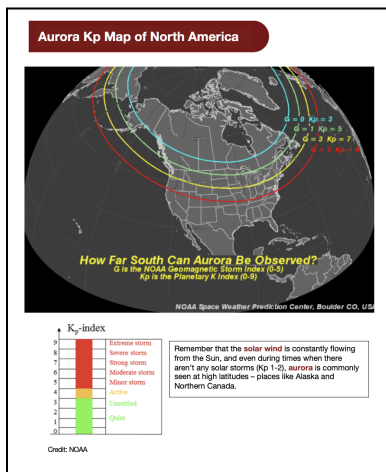 Aurora Kp Map of North America
G = 0 Kp = 3
G = 1 Kp = 5
G = 3 Kp = 7
G = 5 Kp = 9
How Far South Can Aurora Be Observed?
G is the NOAA Geomagnetic Storm Index (0-5)
Kp is the Planetary K Index (0-9)
NOAA Space Weather Prediction Center, Boulder CO, USA
Kp-index
9 Extreme storm
8 Severe storm
7 Strong storm
6 Moderate storm
5 Minor storm
4 Active
3 Unsettled
2 Quiet
1
0
Remember that the solar wind is constantly flowing
from the Sun, and even during times when there
aren't any solar storms (Kp 1-2), aurora is commonly
seen at high latitudes – places like Alaska and
Northern Canada.
Credit: NOAA